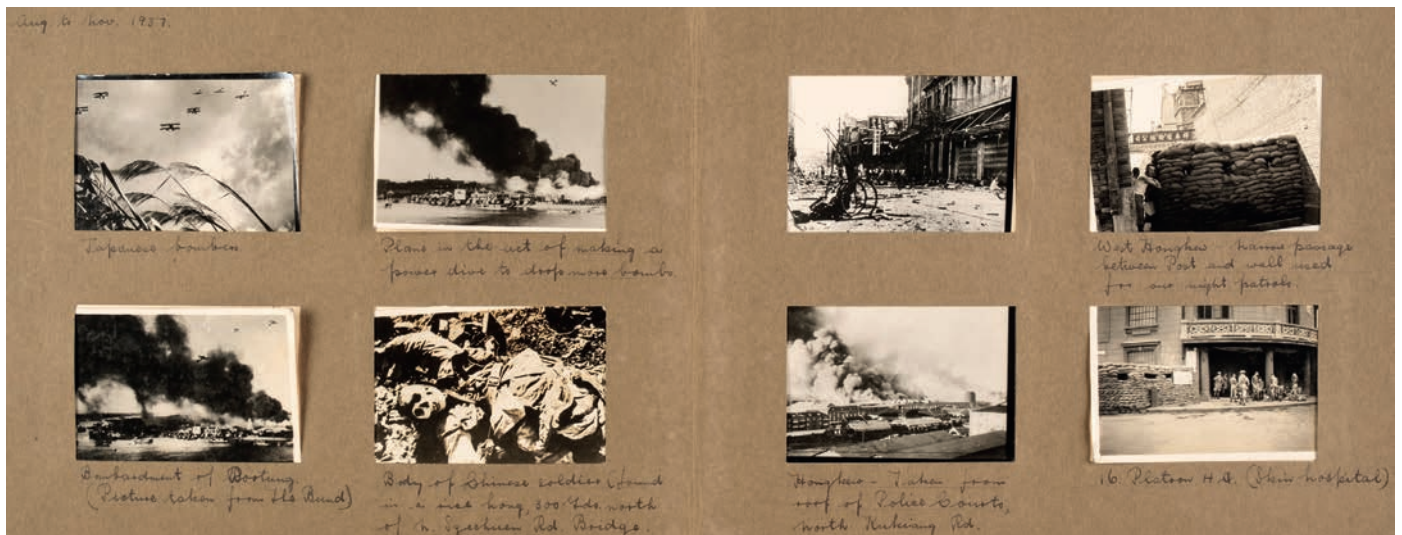 Aug. to Nov. 1937.
Japanese bombers.
Plane in the act of making a
power dive to drop more bombs.
West Hongkew narrow passage
between Post and wall used
for our night patrols.
Bombardment of Pootung
(Picture taken from the Bund)
Body of Chinese soldier (found
in a rice hong, 300 yds. north
of N. Szechuen Rd. Bridge.
Hongkew - Taken from
roof of Police Courts,
North Kukiang Rd.
16. Platoon H.Q. (Skin hospital)